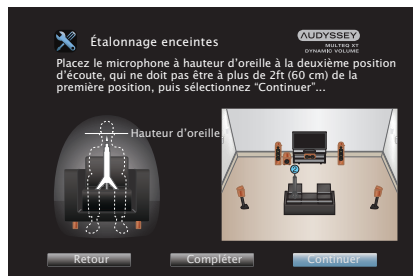 Étalonnage enceintes
AUDYSSEY
MULTEQ XT
DYNAMIC VOLUME
Placez le microphone à hauteur d'oreille à la deuxième position
d'écoute, qui ne doit pas être à plus de 2ft (60 cm) de la
première position, puis sélectionnez “Continuer”...
Hauteur d'oreille
2
Retour
Compléter
Continuer